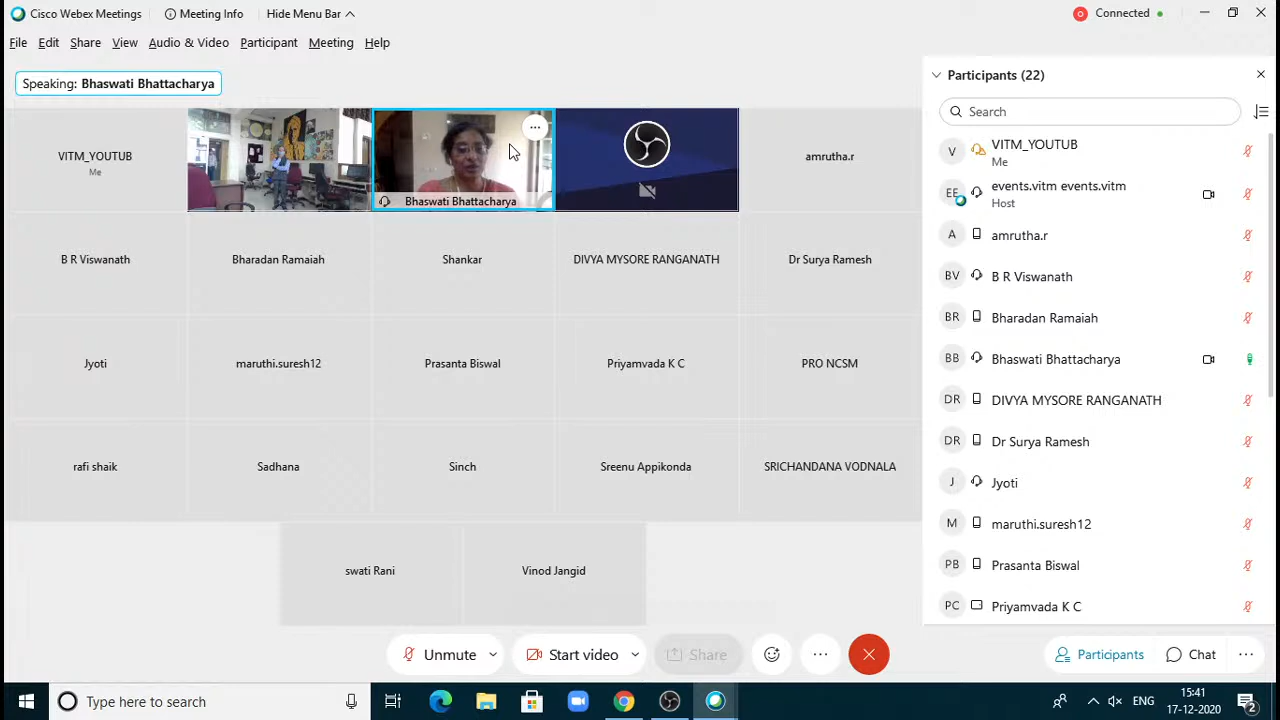 Cisco Webex Meetings
Meeting Info
Hide Menu Bar
Connected
File Edit Share View Audio & Video Participant Meeting Help
Speaking: Bhaswati Bhattacharya
VITM_YOUTUB
Me
Bhaswati Bhattacharya
amrutha.r
B R Viswanath
Bharadan Ramaiah
Shankar
DIVYA MYSORE RANGANATH
Dr Surya Ramesh
Jyoti
maruthi.suresh12
Prasanta Biswal
Priyamvada K C
PRO NCSM
rafi shaik
Sadhana
Sinch
Sreenu Appikonda
SRICHANDANA VODNALA
swati Rani
Vinod Jangid
Participants (22)
Search
V VITM_YOUTUB
Me
EE events.vitm events.vitm
Host
A amrutha.r
BV B R Viswanath
BR Bharadan Ramaiah
BB Bhaswati Bhattacharya
DR DIVYA MYSORE RANGANATH
DR Dr Surya Ramesh
J Jyoti
M maruthi.suresh12
PB Prasanta Biswal
PC Priyamvada K C
Unmute
Start video
Share
Participants
Chat
Type here to search
ENG
15:41
17-12-2020
2